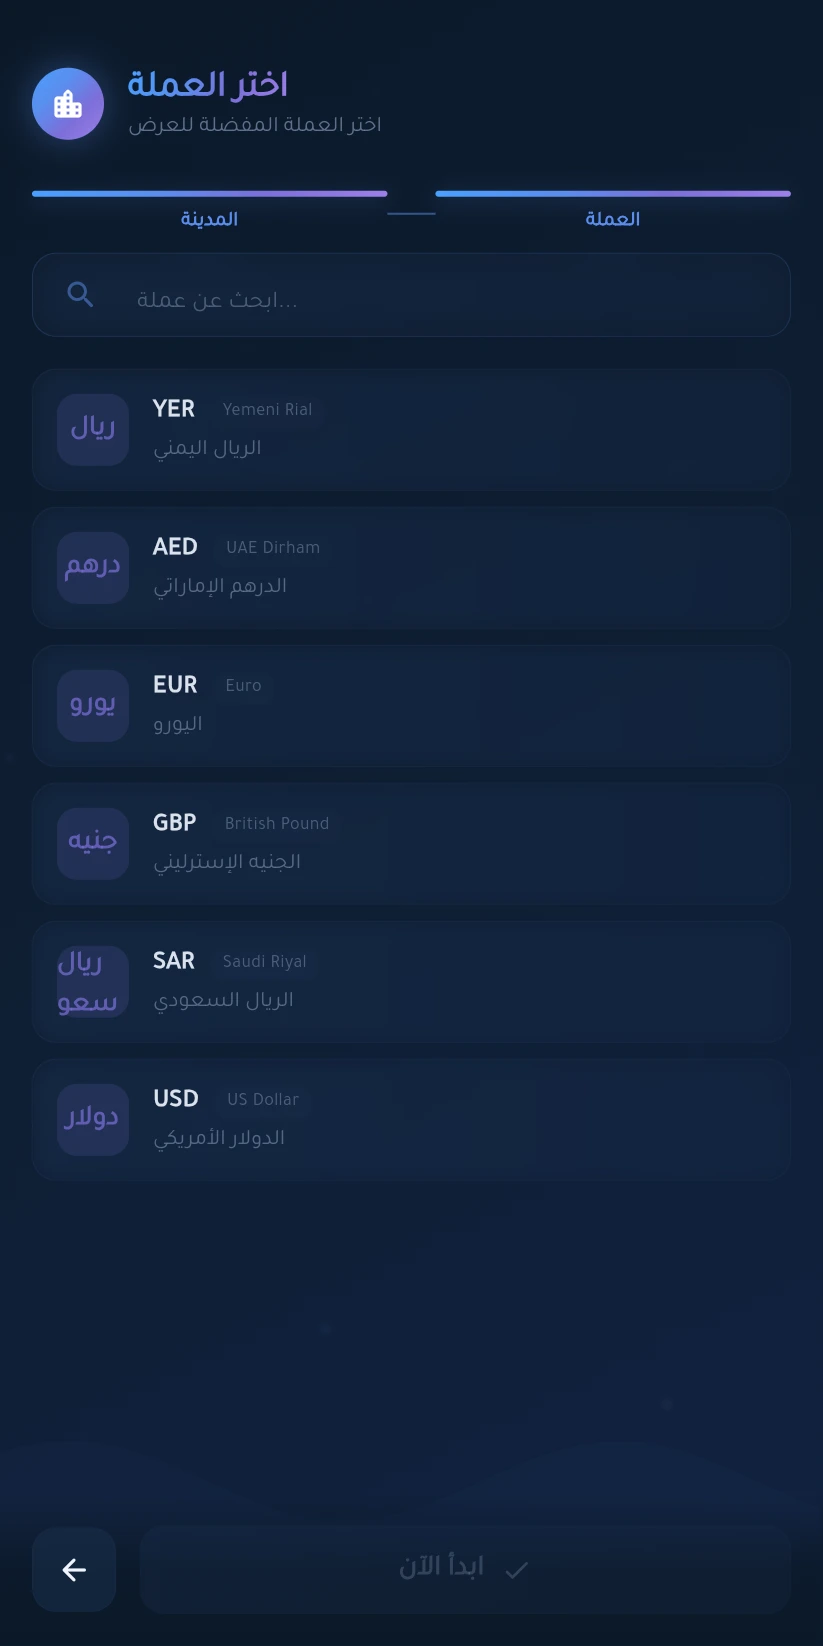 اختر العملة
اختر العملة المفضلة للعرض
المدينة
العملة
ابحث عن عملة...
ريال
YER Yemeni Rial
الريال اليمني
درهم
AED UAE Dirham
الدرهم الإماراتي
يورو
EUR Euro
اليورو
جنيه
GBP British Pound
الجنيه الإسترليني
ريال
سعو
SAR Saudi Riyal
الريال السعودي
دولار
USD US Dollar
الدولار الأمريكي
ابدأ الآن